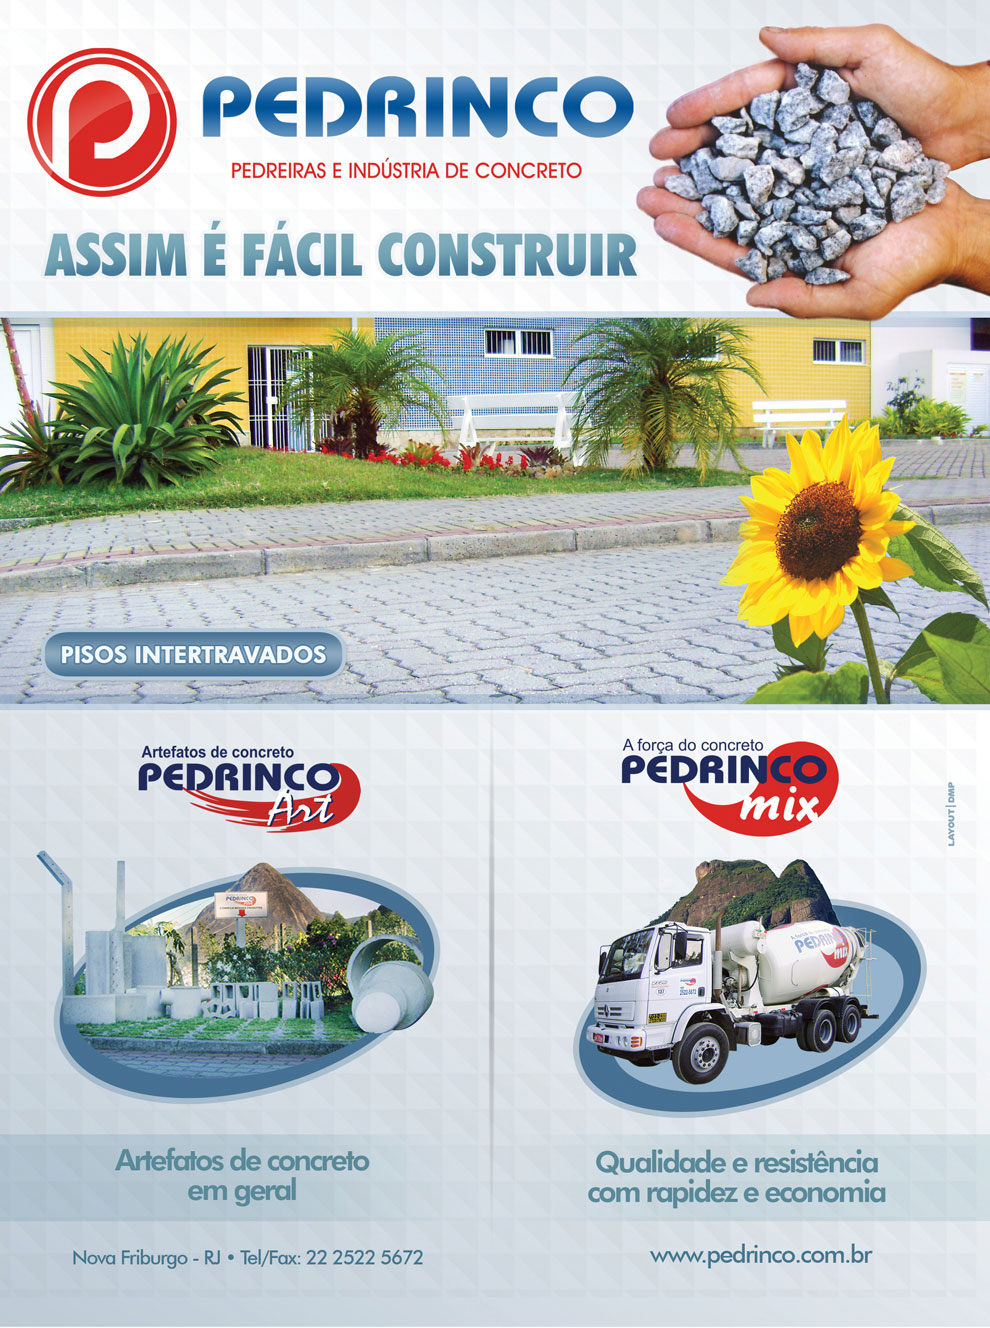 PEDRINCO
PEDREIRAS E INDÚSTRIA DE CONCRETO
ASSIM É FÁCIL CONSTRUIR
PISOS INTERTRAVADOS
Artefatos de concreto
PEDRINCO
Art
A força do concreto
PEDRINCO
mix
LAYOUT | DMP
PEDRINCO
PEDRINCO
mix
Artefatos de concreto
em geral
Qualidade e resistência
com rapidez e economia
Nova Friburgo - RJ • Tel/Fax: 22 2522 5672
www.pedrinco.com.br